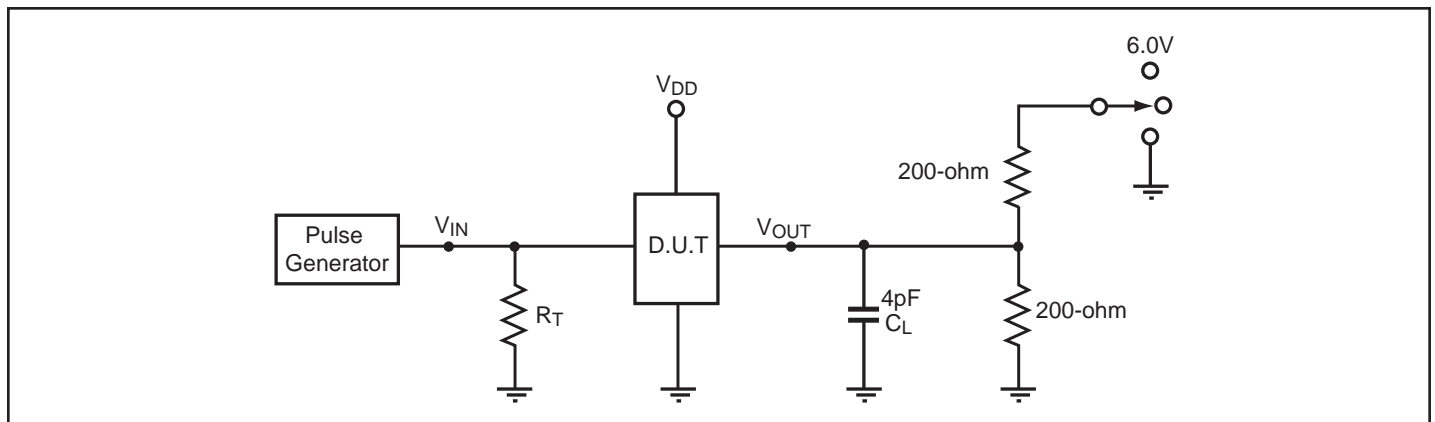 6.0V
VDD
200-ohm
Pulse
Generator
VIN
D.U.T
VOUT
RT
4pF
CL
200-ohm